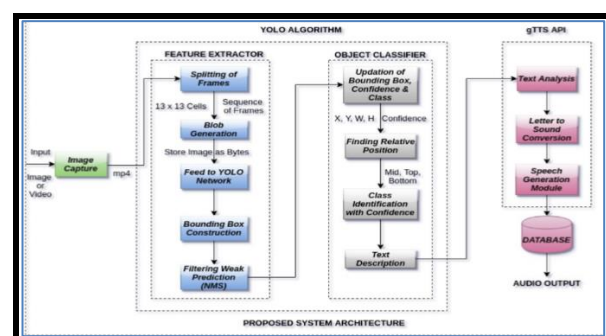 YOLO ALGORITHM
gTTS API
FEATURE EXTRACTOR
OBJECT CLASSIFIER
Input
Image
or
Video
Image
Capture
mp4
Splitting of
Frames
13 x 13 Cells
Sequence
of Frames
Blob
Generation
Store Image as Bytes
Feed to YOLO
Network
Bounding Box
Construction
Filtering Weak
Prediction
(NMS)
Updation of
Bounding Box,
Confidence &
Class
X, Y, W, H
Confidence
Finding Relative
Position
Mid, Top,
Bottom
Class
Identification
with Confidence
Text
Description
Text Analysis
Letter to
Sound
Conversion
Speech
Generation
Module
DATABASE
AUDIO OUTPUT
PROPOSED SYSTEM ARCHITECTURE